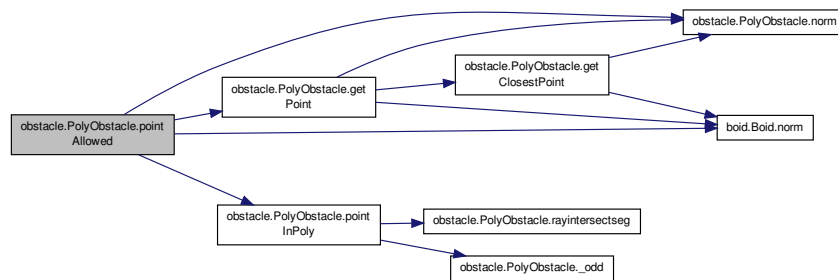 obstacle.PolyObstacle.norm
obstacle.PolyObstacle.get
ClosestPoint
obstacle.PolyObstacle.get
Point
obstacle.PolyObstacle.point
Allowed
boid.Boid.norm
obstacle.PolyObstacle.point
InPoly
obstacle.PolyObstacle.rayintersectseg
obstacle.PolyObstacle._odd